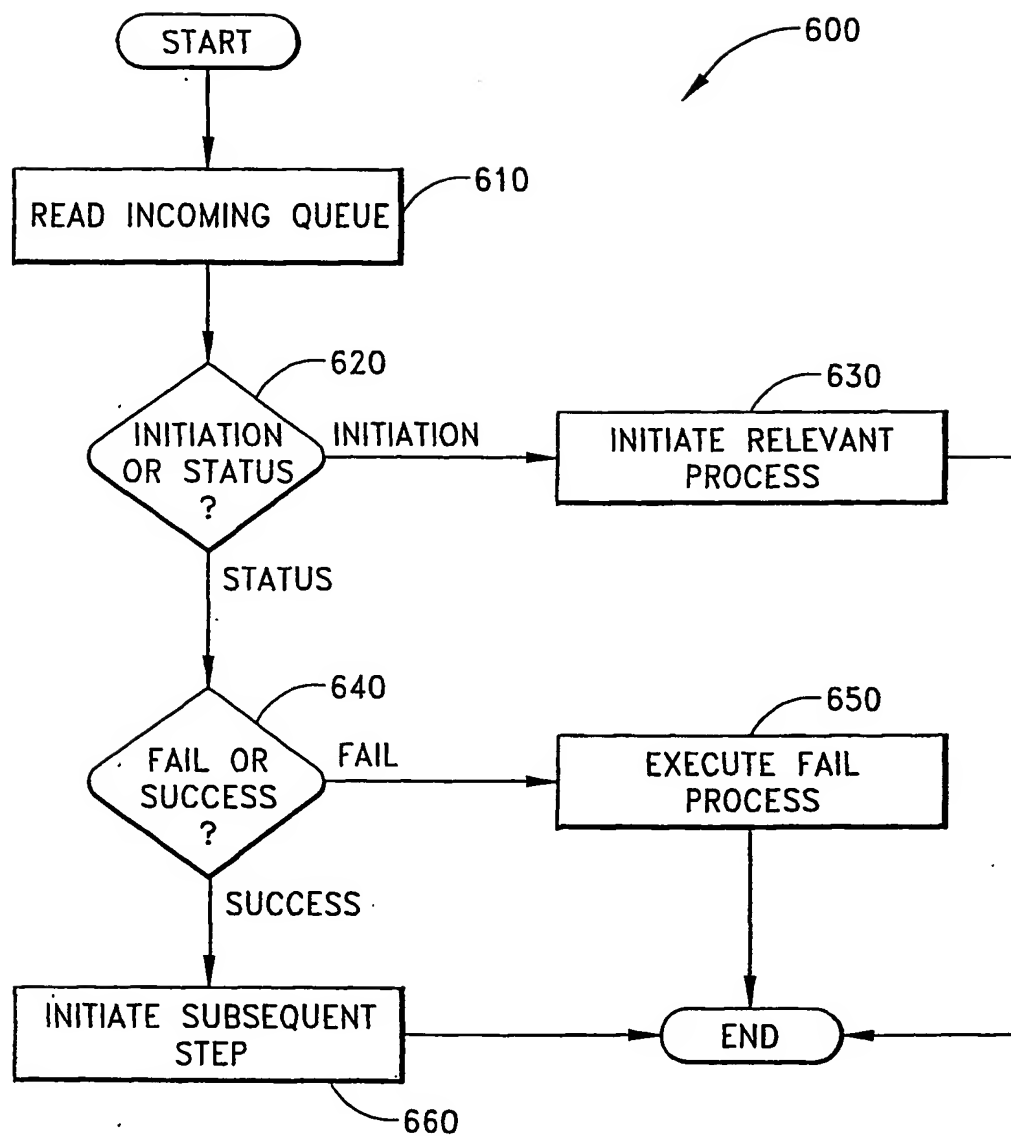 START
600
READ INCOMING QUEUE
610
620
INITIATION
OR STATUS
?
INITIATION
630
INITIATE RELEVANT
PROCESS
STATUS
640
FAIL OR
SUCCESS
?
FAIL
650
EXECUTE FAIL
PROCESS
SUCCESS
INITIATE SUBSEQUENT
STEP
660
END